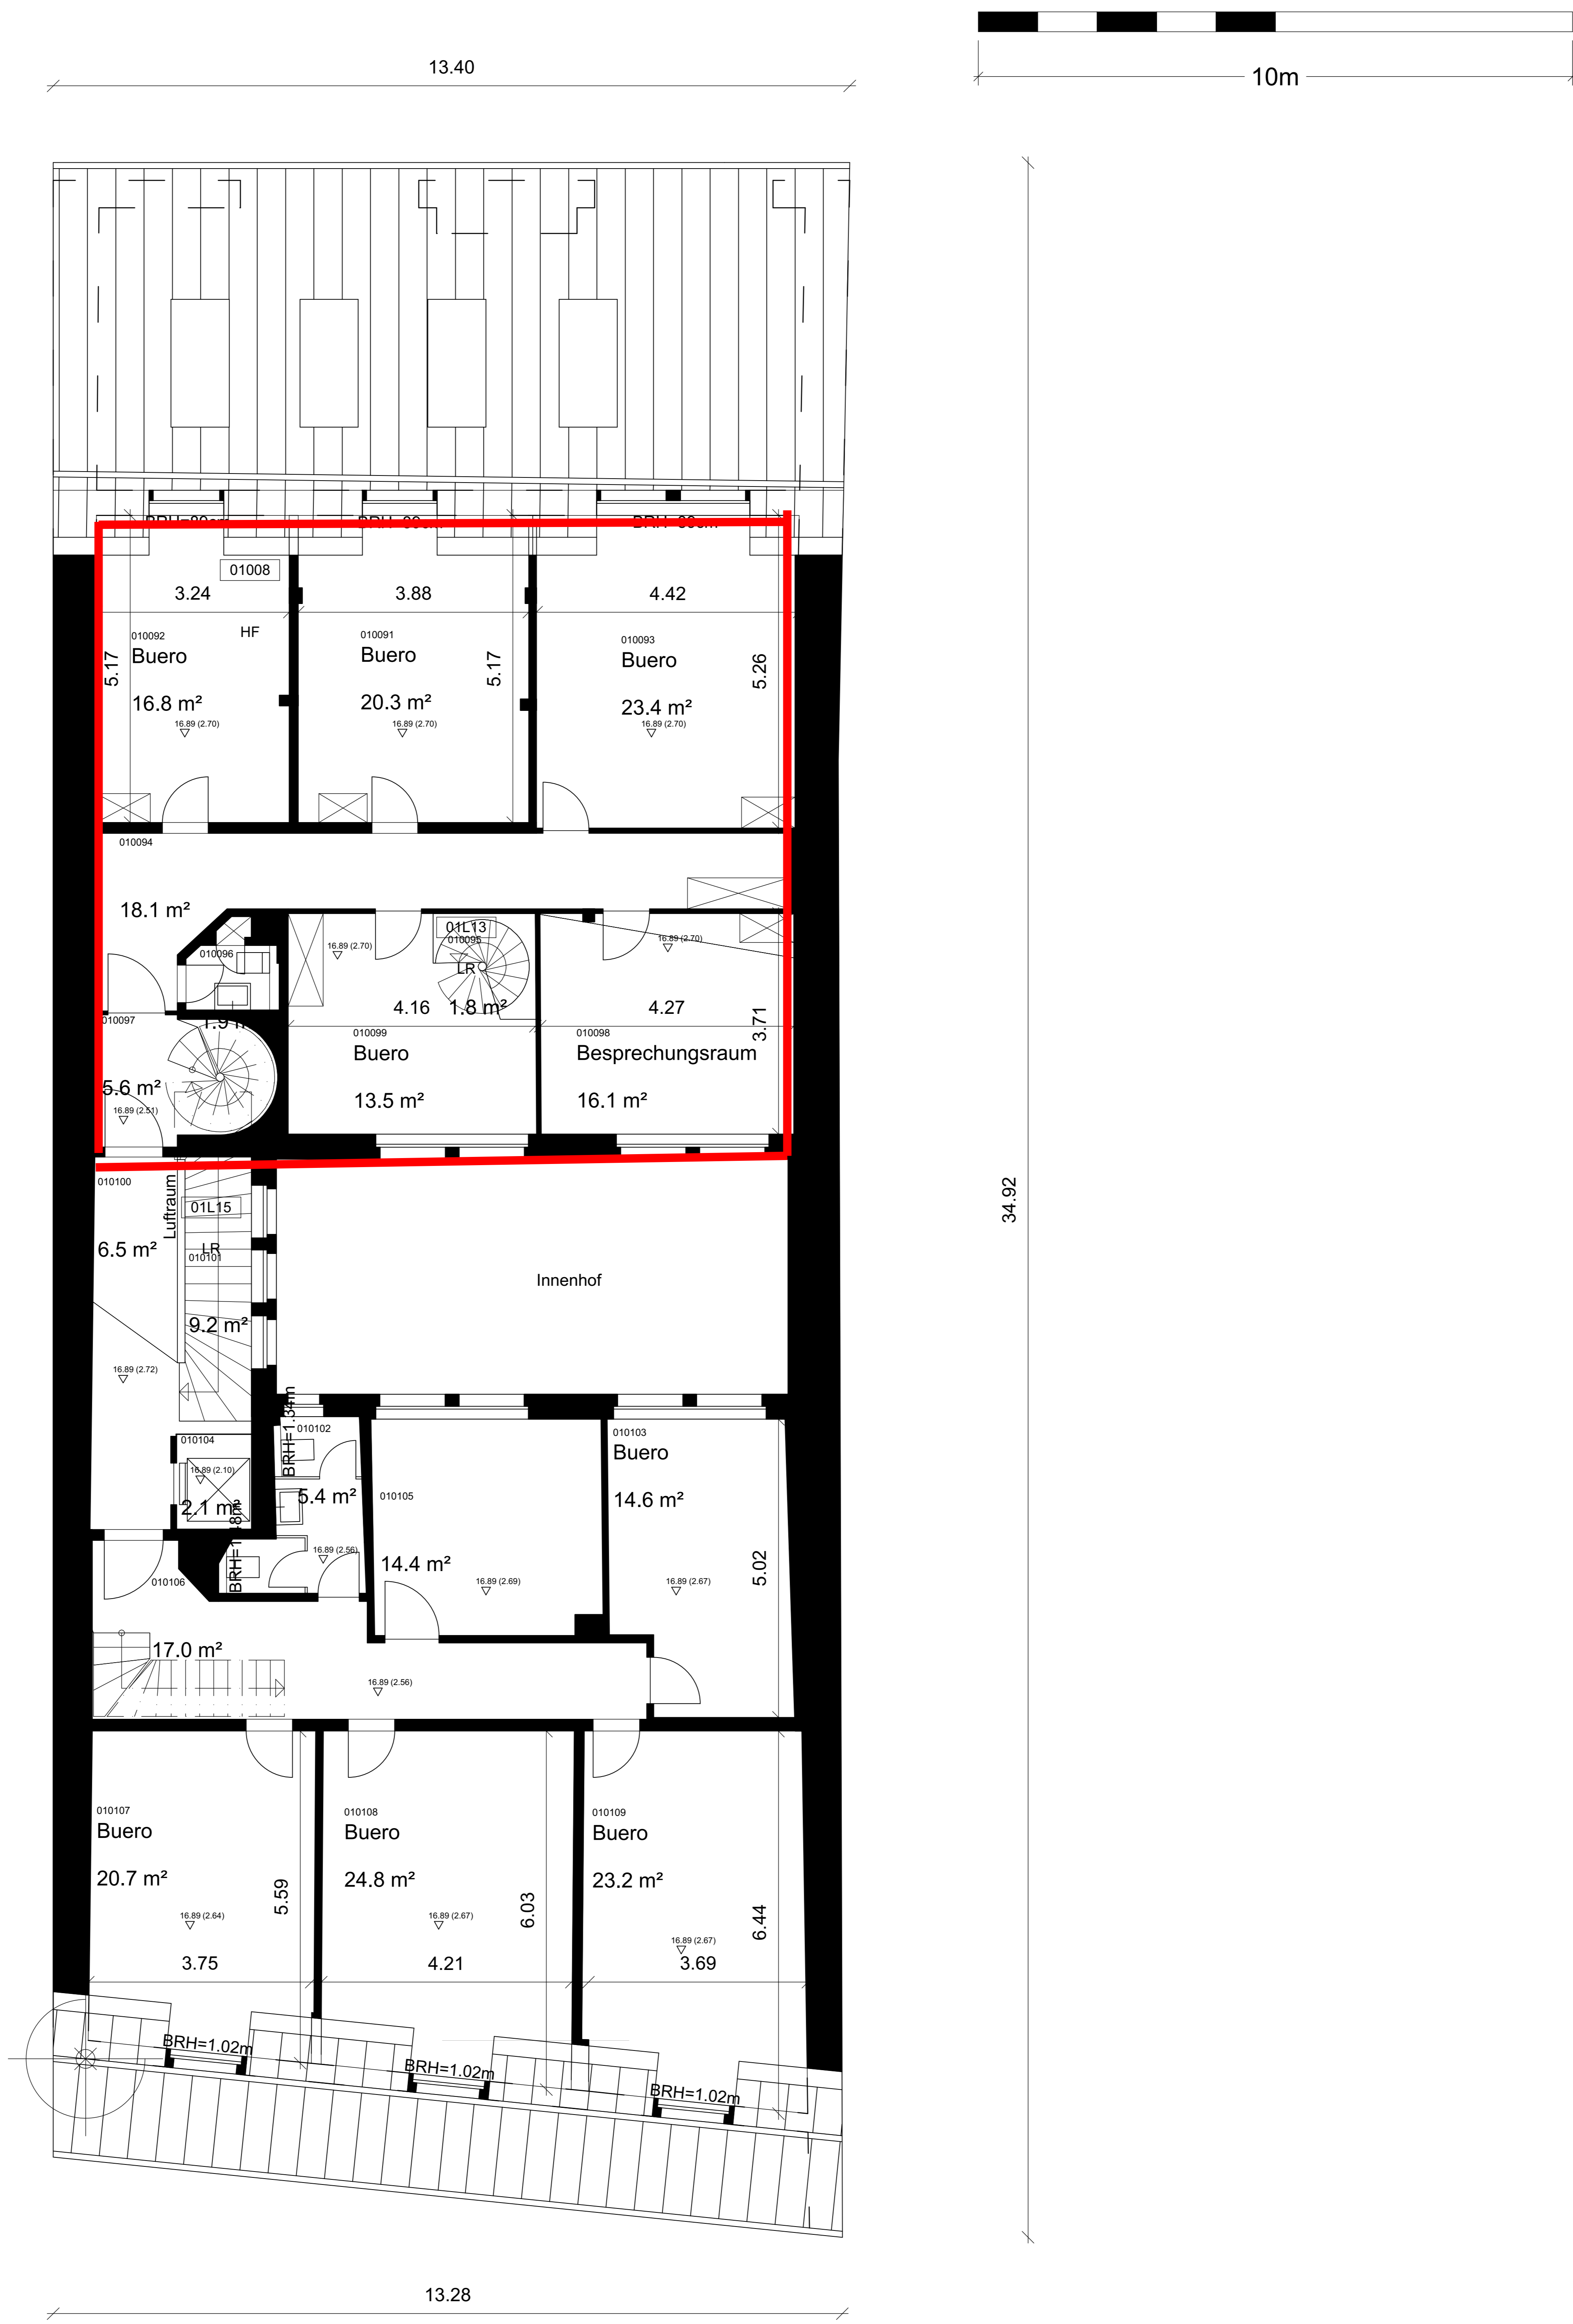 13.40
10m
BRH=89cm
01008
3.24
3.88
4.42
010092
HF
010091
010093
Buero
Buero
Buero
5.17
5.17
5.26
16.8 m²
20.3 m²
23.4 m²
16.89 (2.70)
16.89 (2.70)
16.89 (2.70)
010094
18.1 m²
01L13
010095
16.89 (2.70)
16.89 (2.70)
010096
LR
4.16
1.8 m²
4.27
3.71
010097
010099
010098
Buero
Besprechungsraum
5.6 m²
13.5 m²
16.1 m²
16.89 (2.51)
010100
Luftraum
01L15
34.92
6.5 m²
LR
010101
Innenhof
9.2 m²
16.89 (2.72)
BRH=1.34m
010102
010103
Buero
010104
16.89 (2.10)
2.1 m²
5.4 m²
010105
14.6 m²
16.89 (2.56)
14.4 m²
5.02
010106
16.89 (2.69)
16.89 (2.67)
17.0 m²
16.89 (2.56)
010107
010108
010109
Buero
Buero
Buero
20.7 m²
24.8 m²
23.2 m²
5.59
6.03
6.44
16.89 (2.64)
16.89 (2.67)
16.89 (2.67)
3.75
4.21
3.69
BRH=1.02m
BRH=1.02m
BRH=1.02m
13.28